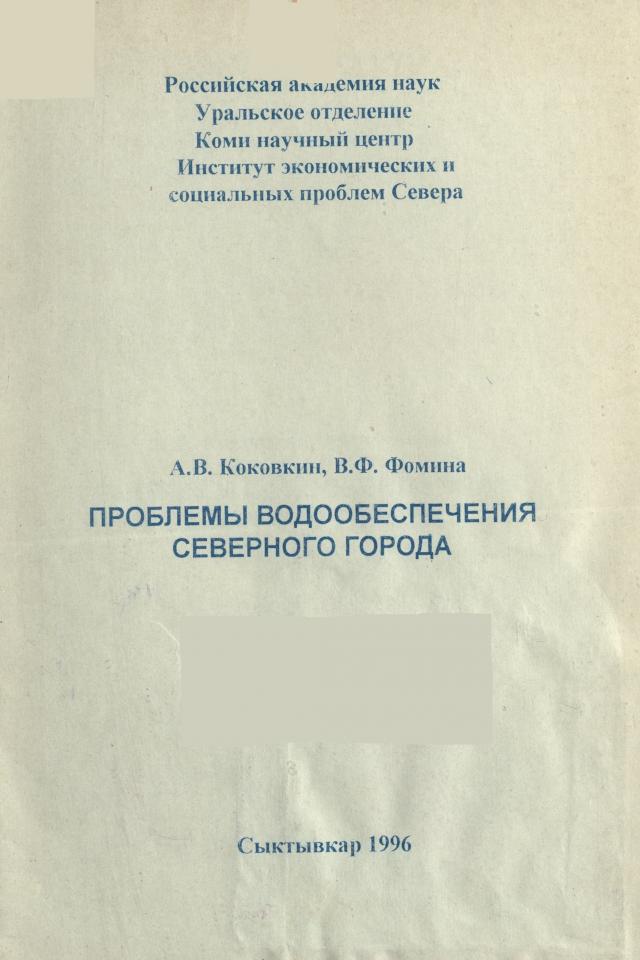 Российская академия наук
Уральское отделение
Коми научный центр
Институт экономических и
социальных проблем Севера
А.В. Коковкин, В.Ф. Фомина
ПРОБЛЕМЫ ВОДООБЕСПЕЧЕНИЯ
СЕВЕРНОГО ГОРОДА
Сыктывкар 1996